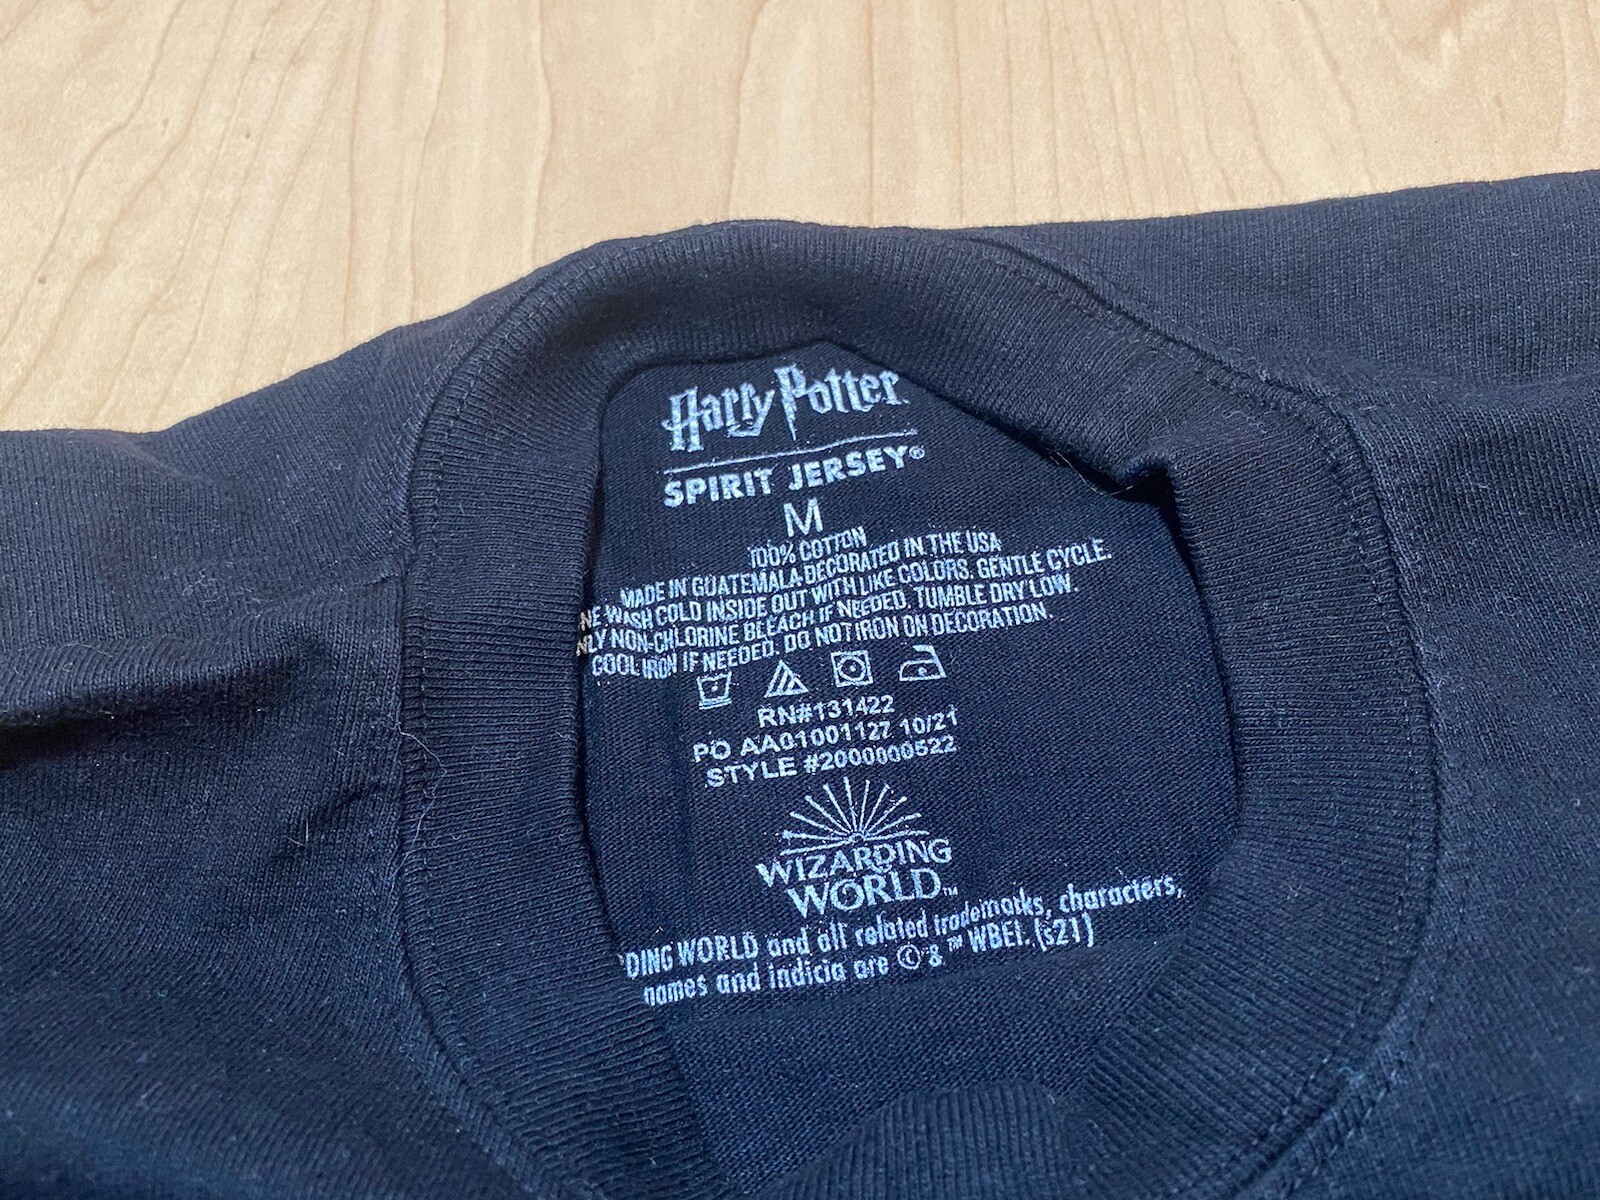 Harry Potter
SPIRIT JERSEY®
M
100% COTTON
MADE IN GUATEMALA DECORATED IN THE USA
NE WASH COLD INSIDE OUT WITH LIKE COLORS. GENTLE CYCLE.
NLY NON-CHLORINE BLEACH IF NEEDED. TUMBLE DRY LOW.
COOL IRON IF NEEDED. DO NOT IRON ON DECORATION.
RN#131422
PO AA01001127 10/21
STYLE #2000000522
WIZARDING
WORLD™
DING WORLD and all related trademarks, characters,
names and indicia are © & ™ WBEI. (s21)